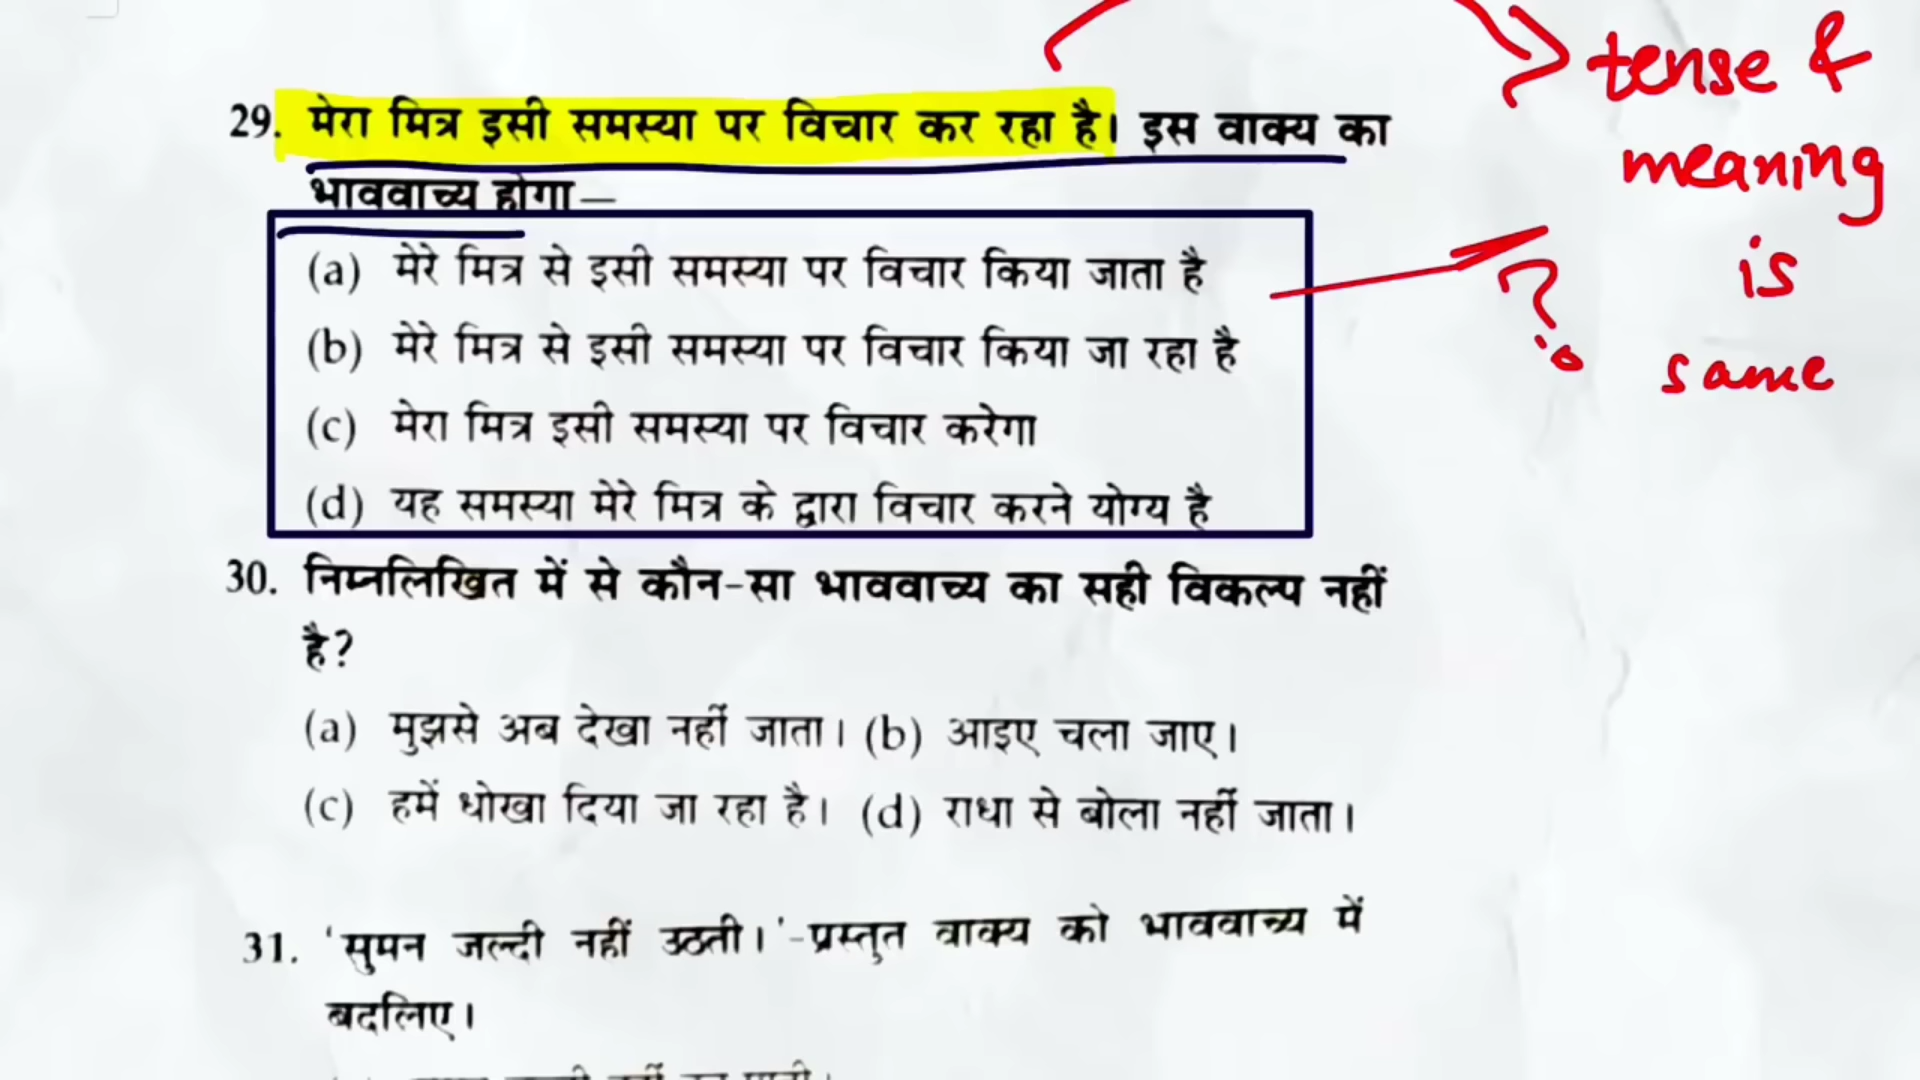 29. मेरा मित्र इसी समस्या पर विचार कर रहा है। इस वाक्य का
भाववाच्य होगा—
(a) मेरे मित्र से इसी समस्या पर विचार किया जाता है
(b) मेरे मित्र से इसी समस्या पर विचार किया जा रहा है
(c) मेरा मित्र इसी समस्या पर विचार करेगा
(d) यह समस्या मेरे मित्र के द्वारा विचार करने योग्य है
tense &
meaning
is
same
?
30. निम्नलिखित में से कौन-सा भाववाच्य का सही विकल्प नहीं
है?
(a) मुझसे अब देखा नहीं जाता। (b) आइए चला जाए।
(c) हमें धोखा दिया जा रहा है। (d) राधा से बोला नहीं जाता।
31. 'सुमन जल्दी नहीं उठती।'-प्रस्तुत वाक्य को भाववाच्य में
बदलिए।